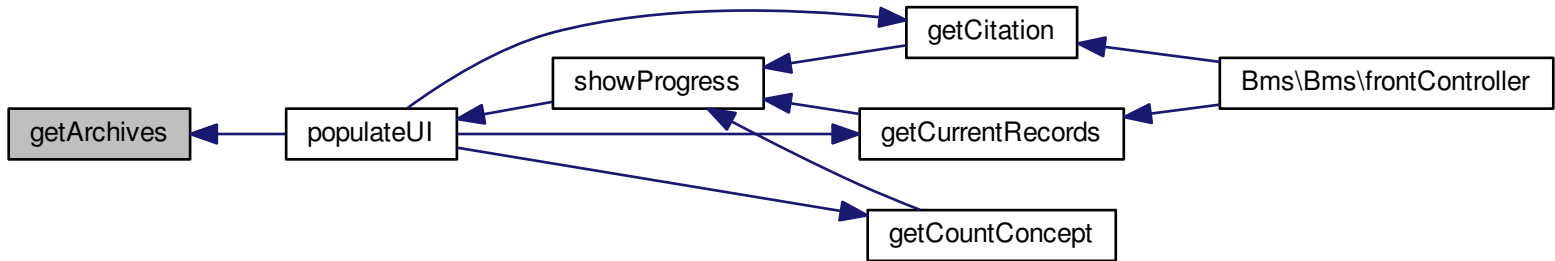 getCitation
showProgress
Bms\Bms\frontController
getArchives
populateUI
getCurrentRecords
getCountConcept